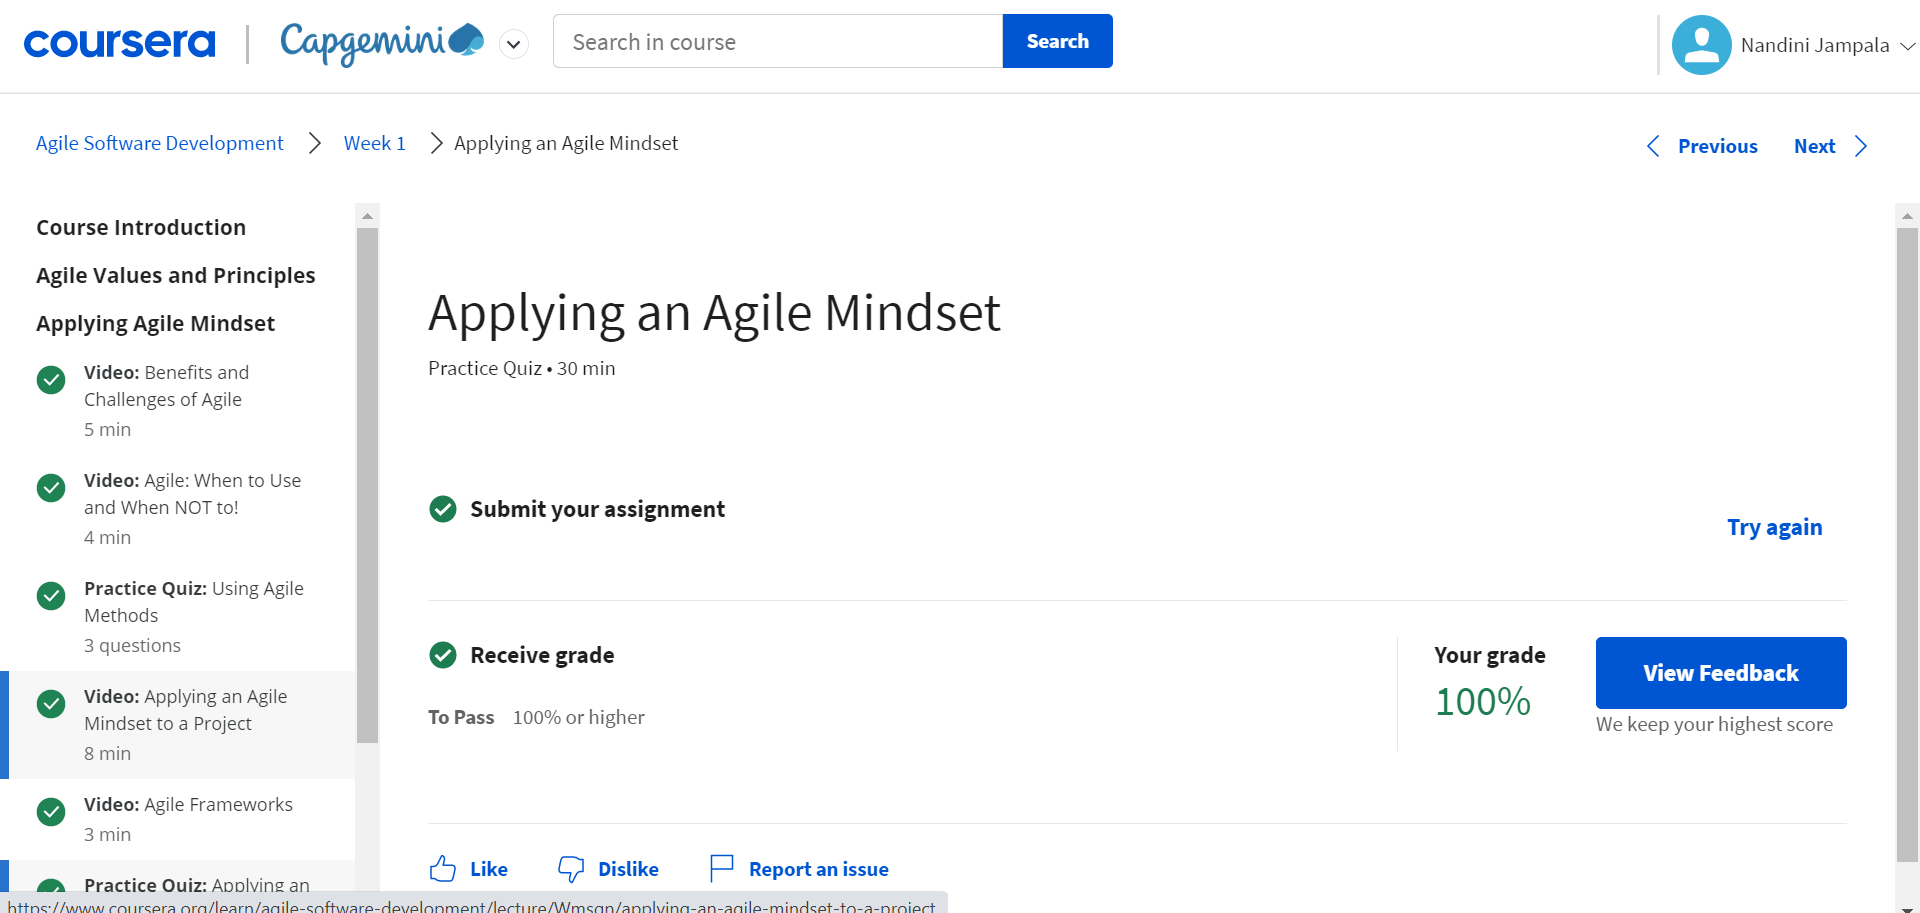 coursera
Capgemini
Search in course
Search
Nandini Jampala
Agile Software Development
Week 1
Applying an Agile Mindset
Previous
Next
Course Introduction
Agile Values and Principles
Applying Agile Mindset
Video: Benefits and
Challenges of Agile
5 min
Video: Agile: When to Use
and When NOT to!
4 min
Practice Quiz: Using Agile
Methods
3 questions
Video: Applying an Agile
Mindset to a Project
8 min
Video: Agile Frameworks
3 min
Practice Quiz: Applying an
Applying an Agile Mindset
Practice Quiz • 30 min
Submit your assignment
Try again
Receive grade
To Pass 100% or higher
Your grade
100%
View Feedback
We keep your highest score
Like
Dislike
Report an issue
https://www.coursera.org/learn/agile-software-development/lecture/Wmsqn/applying-an-agile-mindset-to-a-project